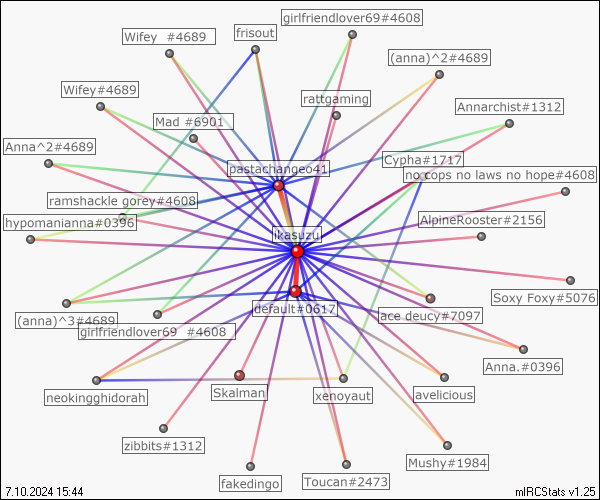 girlfriendlover69#4608
Wifey #4689
frisout
(anna)^2#4689
Wifey#4689
rattgaming
Annarchist#1312
Mad #6901
Anna^2#4689
Cypha#1717
pastachangeo41
no cops no laws no hope#4608
ramshackle gorey#4608
hypomanianna#0396
AlpineRooster#2156
ikasuzu
Soxy Foxy#5076
default#0617
ace deucy#7097
(anna)^3#4689
girlfriendlover69 #4608
Anna.#0396
Skalman
avelicious
neokingghidorah
xenoyaut
zibbits#1312
Mushy#1984
fakedingo
Toucan#2473
7.10.2024 15:44
mIRCStats v1.25